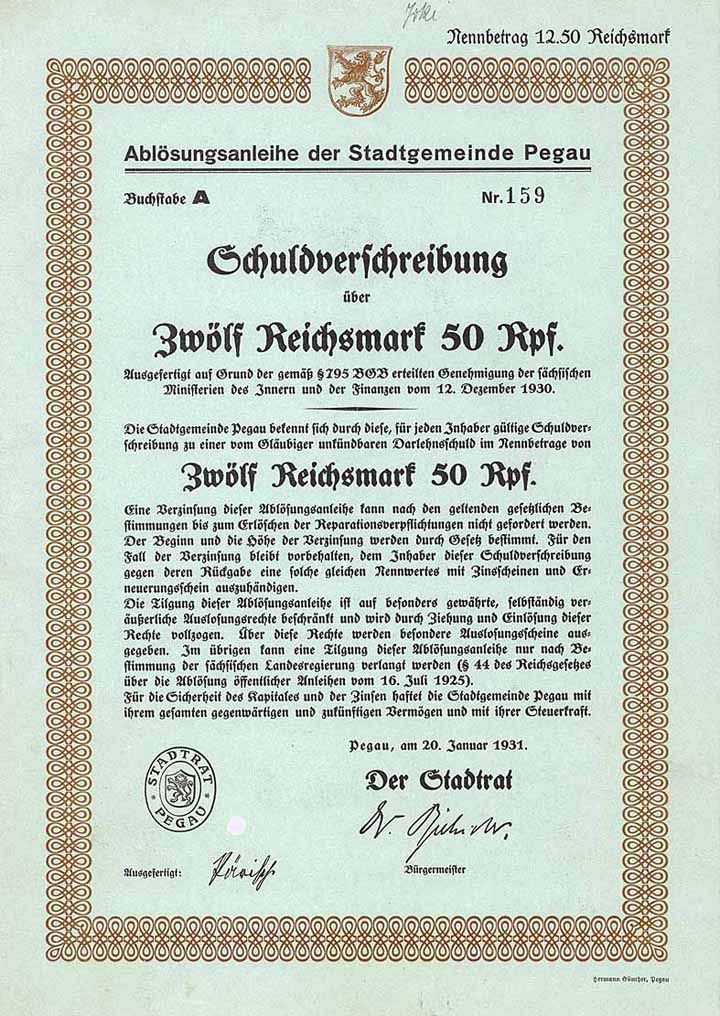 Nennbetrag 12.50 Reichsmark
Ablösungsanleihe der Stadtgemeinde Pegau
Buchstabe A Nr. 159
Schuldverschreibung
über
Zwölf Reichsmark 50 Rpf.
Ausgefertigt auf Grund der gemäß § 795 BGB erteilten Genehmigung der sächsischen
Ministerien des Innern und der Finanzen vom 12. Dezember 1930.
Die Stadtgemeinde Pegau bekennt sich durch diese, für jeden Inhaber gültige Schuldver-
schreibung zu einer vom Gläubiger unkündbaren Darlehnsschuld im Nennbetrage von
Zwölf Reichsmark 50 Rpf.
Eine Verzinsung dieser Ablösungsanleihe kann nach den geltenden gesetzlichen Be-
stimmungen bis zum Erlöschen der Reparationsverpflichtungen nicht gefordert werden.
Der Beginn und die Höhe der Verzinsung werden durch Gesetz bestimmt. Für den
Fall der Verzinsung bleibt vorbehalten, dem Inhaber dieser Schuldverschreibung
gegen deren Rückgabe eine solche gleichen Nennwertes mit Zinsscheinen und Er-
neuerungsschein auszuhändigen.
Die Tilgung dieser Ablösungsanleihe ist auf besonders gewährte, selbständig ver-
äußerliche Auslosungsrechte beschränkt und wird durch Ziehung und Einlösung dieser
Rechte vollzogen. Über diese Rechte werden besondere Auslosungsscheine aus-
gegeben. Im übrigen kann eine Tilgung dieser Ablösungsanleihe nur nach Be-
stimmung der sächsischen Landesregierung verlangt werden (§ 44 des Reichsgesetzes
über die Ablösung öffentlicher Anleihen vom 16. Juli 1925).
Für die Sicherheit des Kapitales und der Zinsen haftet die Stadtgemeinde Pegau mit
ihrem gesamten gegenwärtigen und zukünftigen Vermögen und mit ihrer Steuerkraft.
Pegau, am 20. Januar 1931.
STADTRAT
PEGAU
Der Stadtrat
Ausgefertigt:
Bürgermeister
Hermann Günther, Pegau